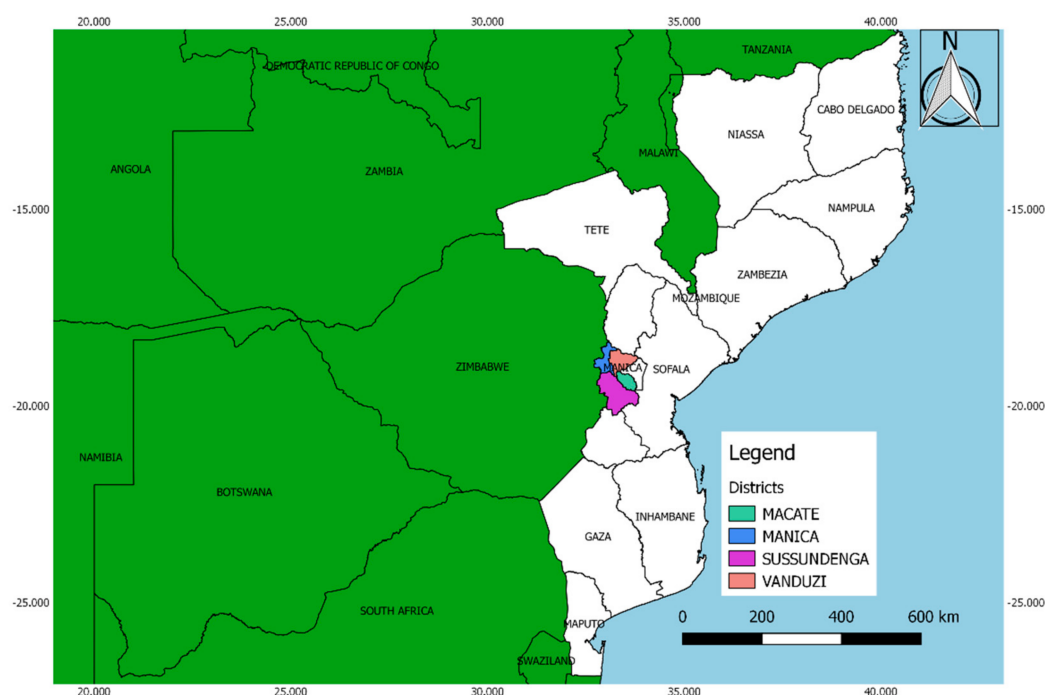 20.000 25.000 30.000 35.000 40.000
N
TANZANIA
DEMOCRATIC REPUBLIC OF CONGO
CABO DELGADO
NIASSA
MALAWI
ANGOLA
ZAMBIA
-15.000 -15.000
NAMPULA
TETE
ZAMBEZIA
MOZAMBIQUE
ZIMBABWE
MANICA
SOFALA
-20.000 -20.000
NAMIBIA
BOTSWANA
INHAMBANE
GAZA
Legend
Districts
MACATE
MANICA
SUSSUNDENGA
VANDUZI
-25.000 -25.000
SOUTH AFRICA
MAPUTO
0 200 400 600 km
SWAZILAND
20.000 25.000 30.000 35.000 40.000